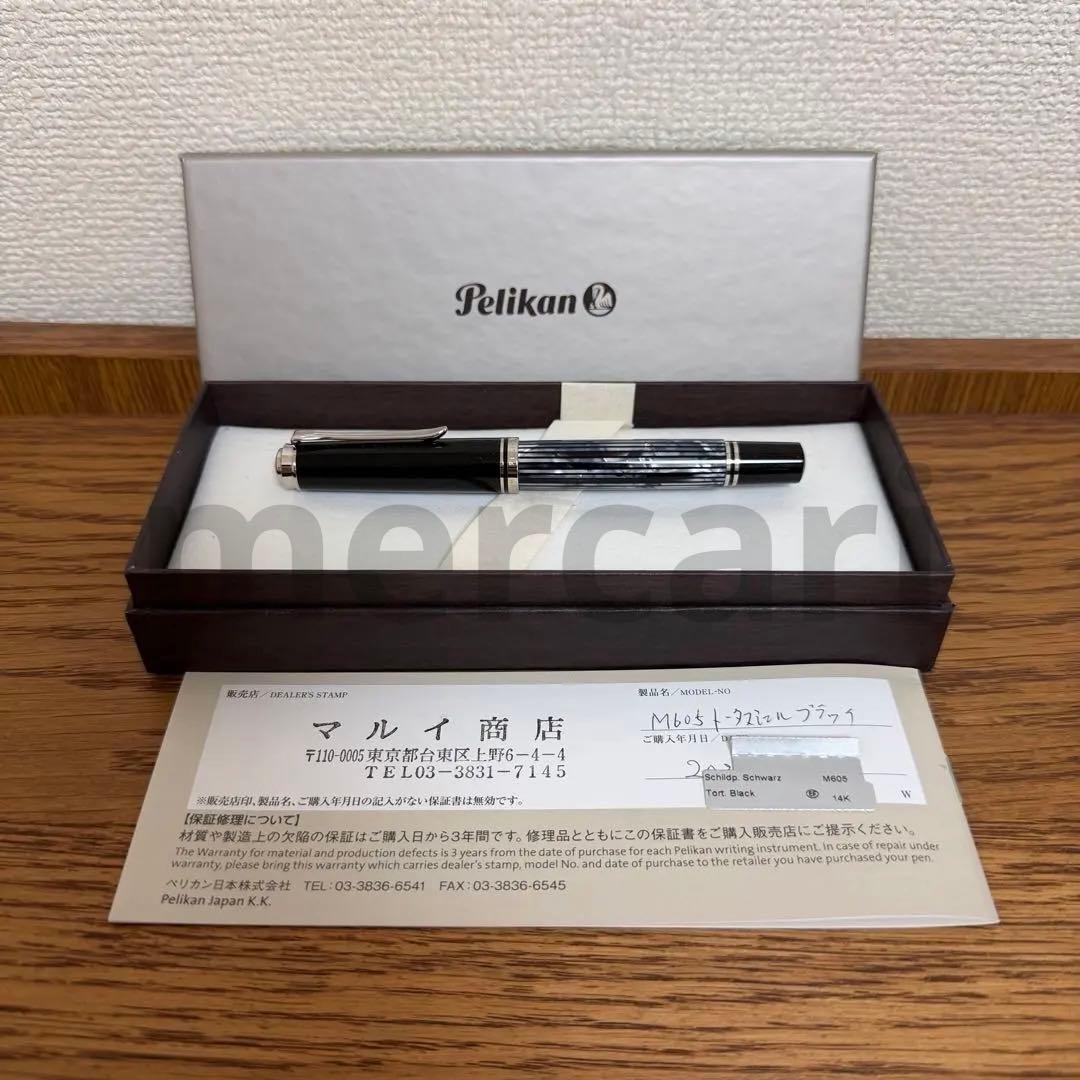 Pelikan
mercari
販売店／DEALER'S STAMP
マルイ商店
〒110-0005東京都台東区上野6-4-4
TEL03-3831-7145
製品名／MODEL-NO
M605トータスシェルブラック
ご購入年月日／D
Schildp. Schwarz M605
Tort. Black EF 14K
W
※販売店印、製品名、ご購入年月日の記入がない保証書は無効です。
【保証修理について】
材質や製造上の欠陥の保証はご購入日から3年間です。修理品とともにこの保証書をご購入販売店にご提示ください。
The Warranty for material and production defects is 3 years from the date of purchase for each Pelikan writing instrument. In case of repair under
warranty, please bring this warranty which carries dealer's stamp, model No. and date of purchase to the retailer you have purchased your pen.
ペリカン日本株式会社 TEL:03-3836-6541 FAX:03-3836-6545
Pelikan Japan K.K.